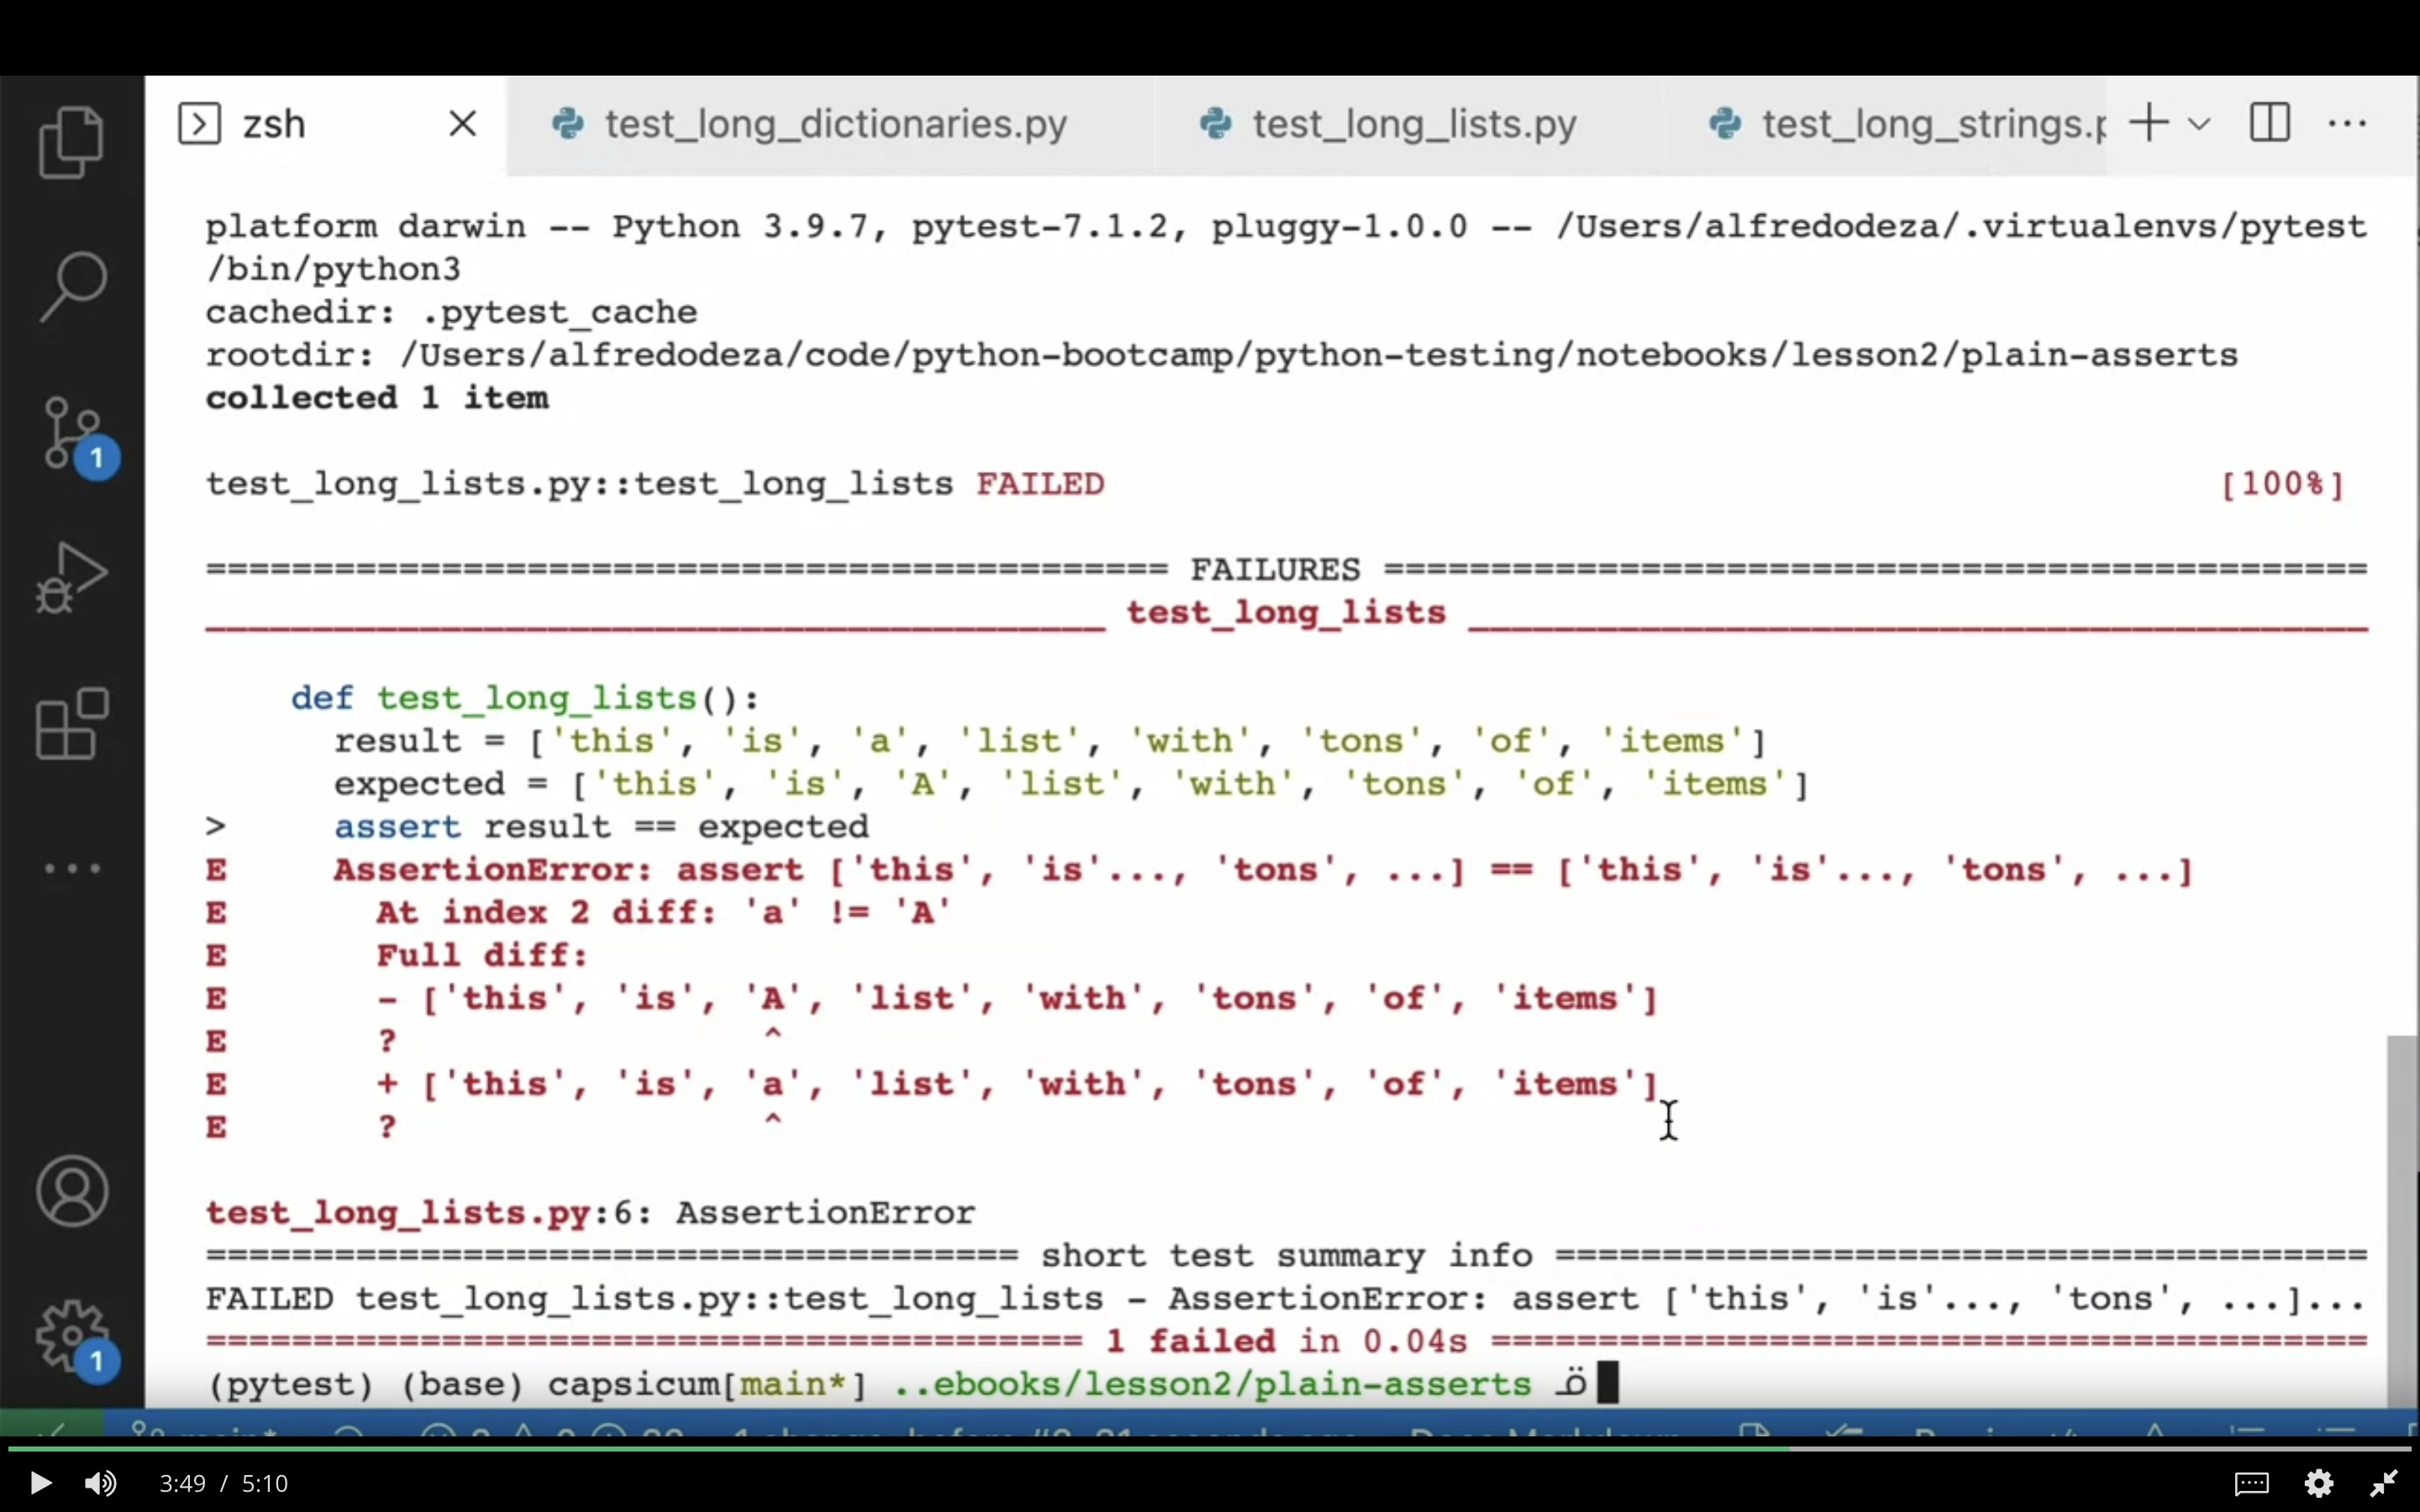 zsh
test_long_dictionaries.py
test_long_lists.py
test_long_strings.p
platform darwin -- Python 3.9.7, pytest-7.1.2, pluggy-1.0.0 -- /Users/alfredodeza/.virtualenvs/pytest
/bin/python3
cachedir: .pytest_cache
rootdir: /Users/alfredodeza/code/python-bootcamp/python-testing/notebooks/lesson2/plain-asserts
collected 1 item
1
test_long_lists.py::test_long_lists FAILED [100%]
============================================= FAILURES ==============================================
__________________________________________ test_long_lists __________________________________________
def test_long_lists():
result = ['this', 'is', 'a', 'list', 'with', 'tons', 'of', 'items']
expected = ['this', 'is', 'A', 'list', 'with', 'tons', 'of', 'items']
> assert result == expected
E AssertionError: assert ['this', 'is'..., 'tons', ...] == ['this', 'is'..., 'tons', ...]
E At index 2 diff: 'a' != 'A'
E Full diff:
E - ['this', 'is', 'A', 'list', 'with', 'tons', 'of', 'items']
E ? ^
E + ['this', 'is', 'a', 'list', 'with', 'tons', 'of', 'items']
E ? ^
test_long_lists.py:6: AssertionError
====================================== short test summary info ======================================
FAILED test_long_lists.py::test_long_lists - AssertionError: assert ['this', 'is'..., 'tons', ...]...
========================================= 1 failed in 0.04s =========================================
1
(pytest) (base) capsicum[main*] ..ebooks/lesson2/plain-asserts
3:49 / 5:10